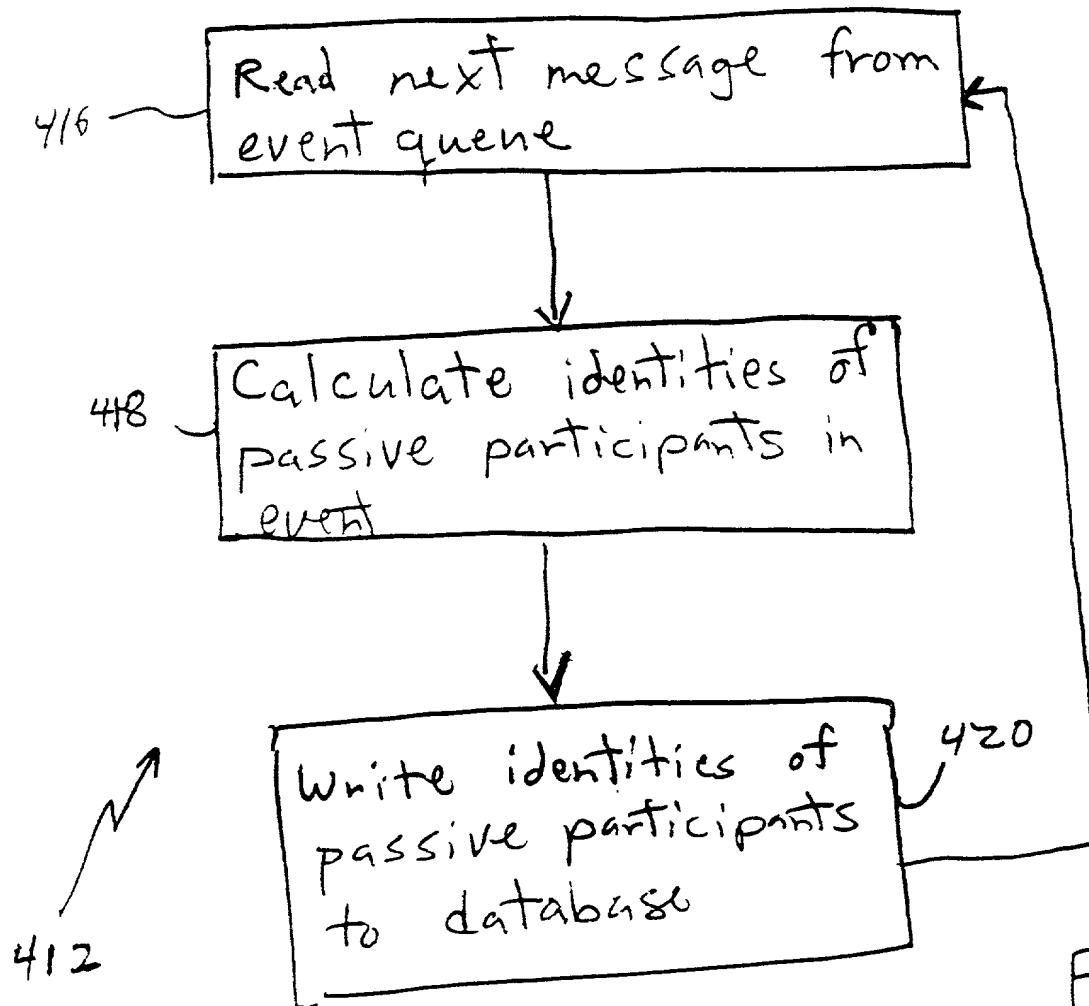 Read next message from
event quene
416
Calculate identities of
passive participants in
event
418
Write identities of
passive participants
to database
420
412